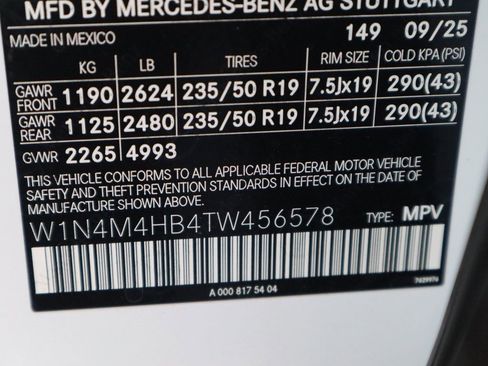 MFD BY MERCEDES-BENZ AG STUTTGART
MADE IN MEXICO 149 09/25
KG LB TIRES RIM SIZE COLD KPA(PSI)
GAWR FRONT 1190 2624 235/50 R19 7.5Jx19 290(43)
GAWR REAR 1125 2480 235/50 R19 7.5Jx19 290(43)
GVWR 2265 4993
THIS VEHICLE CONFORMS TO ALL APPLICABLE FEDERAL MOTOR VEHICLE
SAFETY AND THEFT PREVENTION STANDARDS IN EFFECT ON THE DATE OF
MANUFACTURE SHOWN ABOVE.
W1N4M4HB4TW456578 TYPE: MPV
A 000 817 54 04